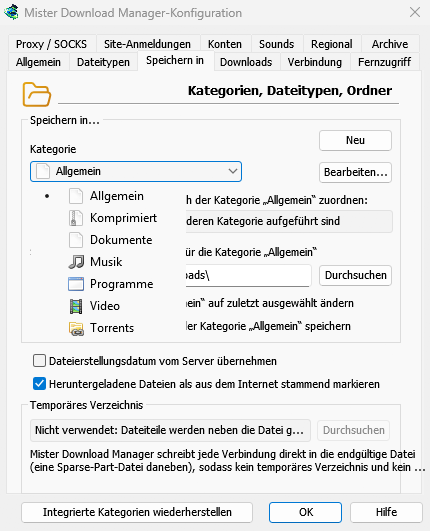 Mister Download Manager-Konfiguration
Proxy / SOCKS Site-Anmeldungen Konten Sounds Regional Archive
Allgemein Dateitypen Speichern in Downloads Verbindung Fernzugriff
Kategorien, Dateitypen, Ordner
Speichern in...
Neu
Kategorie
Allgemein
Bearbeiten...
Allgemein
ch der Kategorie „Allgemein“ zuordnen:
Komprimiert
deren Kategorie aufgeführt sind
Dokumente
für die Kategorie „Allgemein“
Musik
Programme
oads\
Durchsuchen
Video
mein“ auf zuletzt ausgewählt ändern
Torrents
der Kategorie „Allgemein“ speichern
Dateierstellungsdatum vom Server übernehmen
Heruntergeladene Dateien als aus dem Internet stammend markieren
Temporäres Verzeichnis
Nicht verwendet: Dateiteile werden neben die Datei g...
Durchsuchen
Mister Download Manager schreibt jede Verbindung direkt in die endgültige Datei
(eine Sparse-Part-Datei daneben), sodass kein temporäres Verzeichnis und kein ...
Integrierte Kategorien wiederherstellen
OK
Hilfe